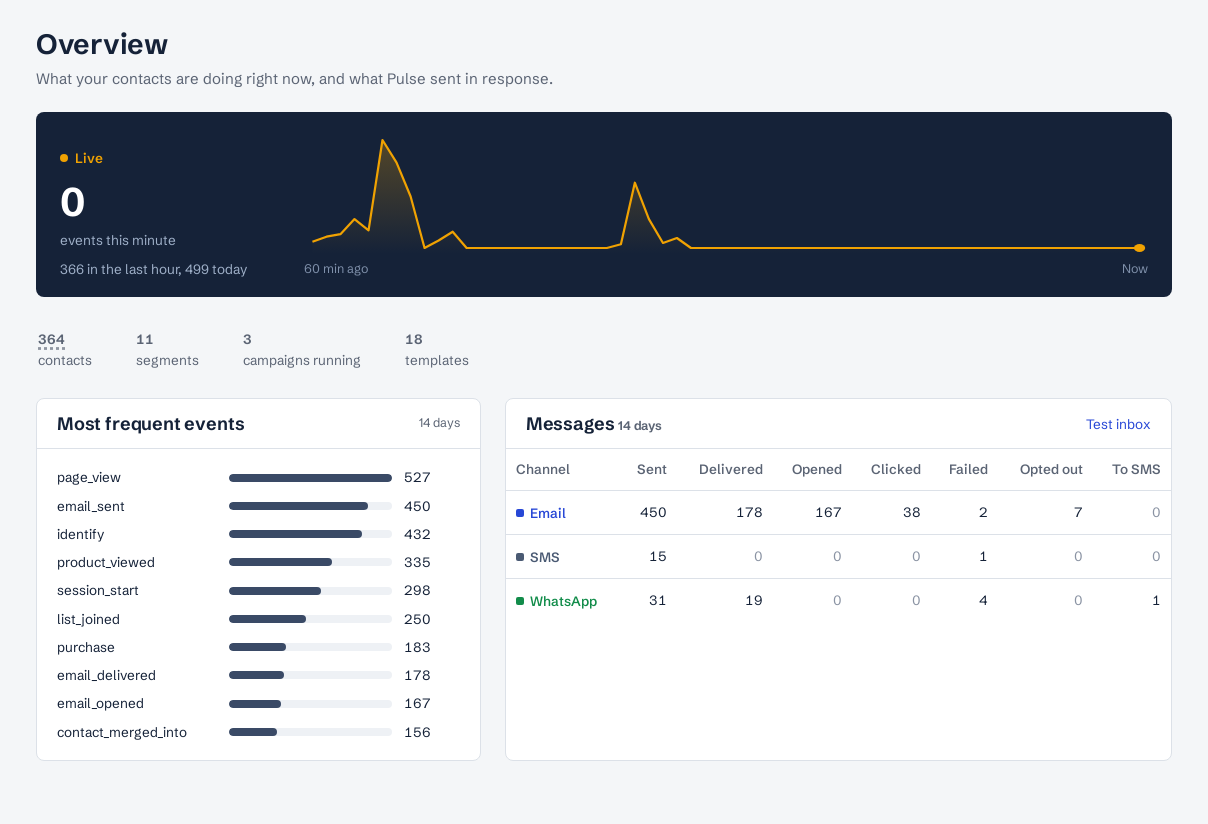 Overview
What your contacts are doing right now, and what Pulse sent in response.
Live
0
events this minute
366 in the last hour, 499 today
60 min ago
Now
364 contacts
11 segments
3 campaigns running
18 templates
Most frequent events 14 days
page_view 527
email_sent 450
identify 432
product_viewed 335
session_start 298
list_joined 250
purchase 183
email_delivered 178
email_opened 167
contact_merged_into 156
Messages 14 days Test inbox
Channel Sent Delivered Opened Clicked Failed Opted out To SMS
Email 450 178 167 38 2 7 0
SMS 15 0 0 0 1 0 0
WhatsApp 31 19 0 0 4 0 1